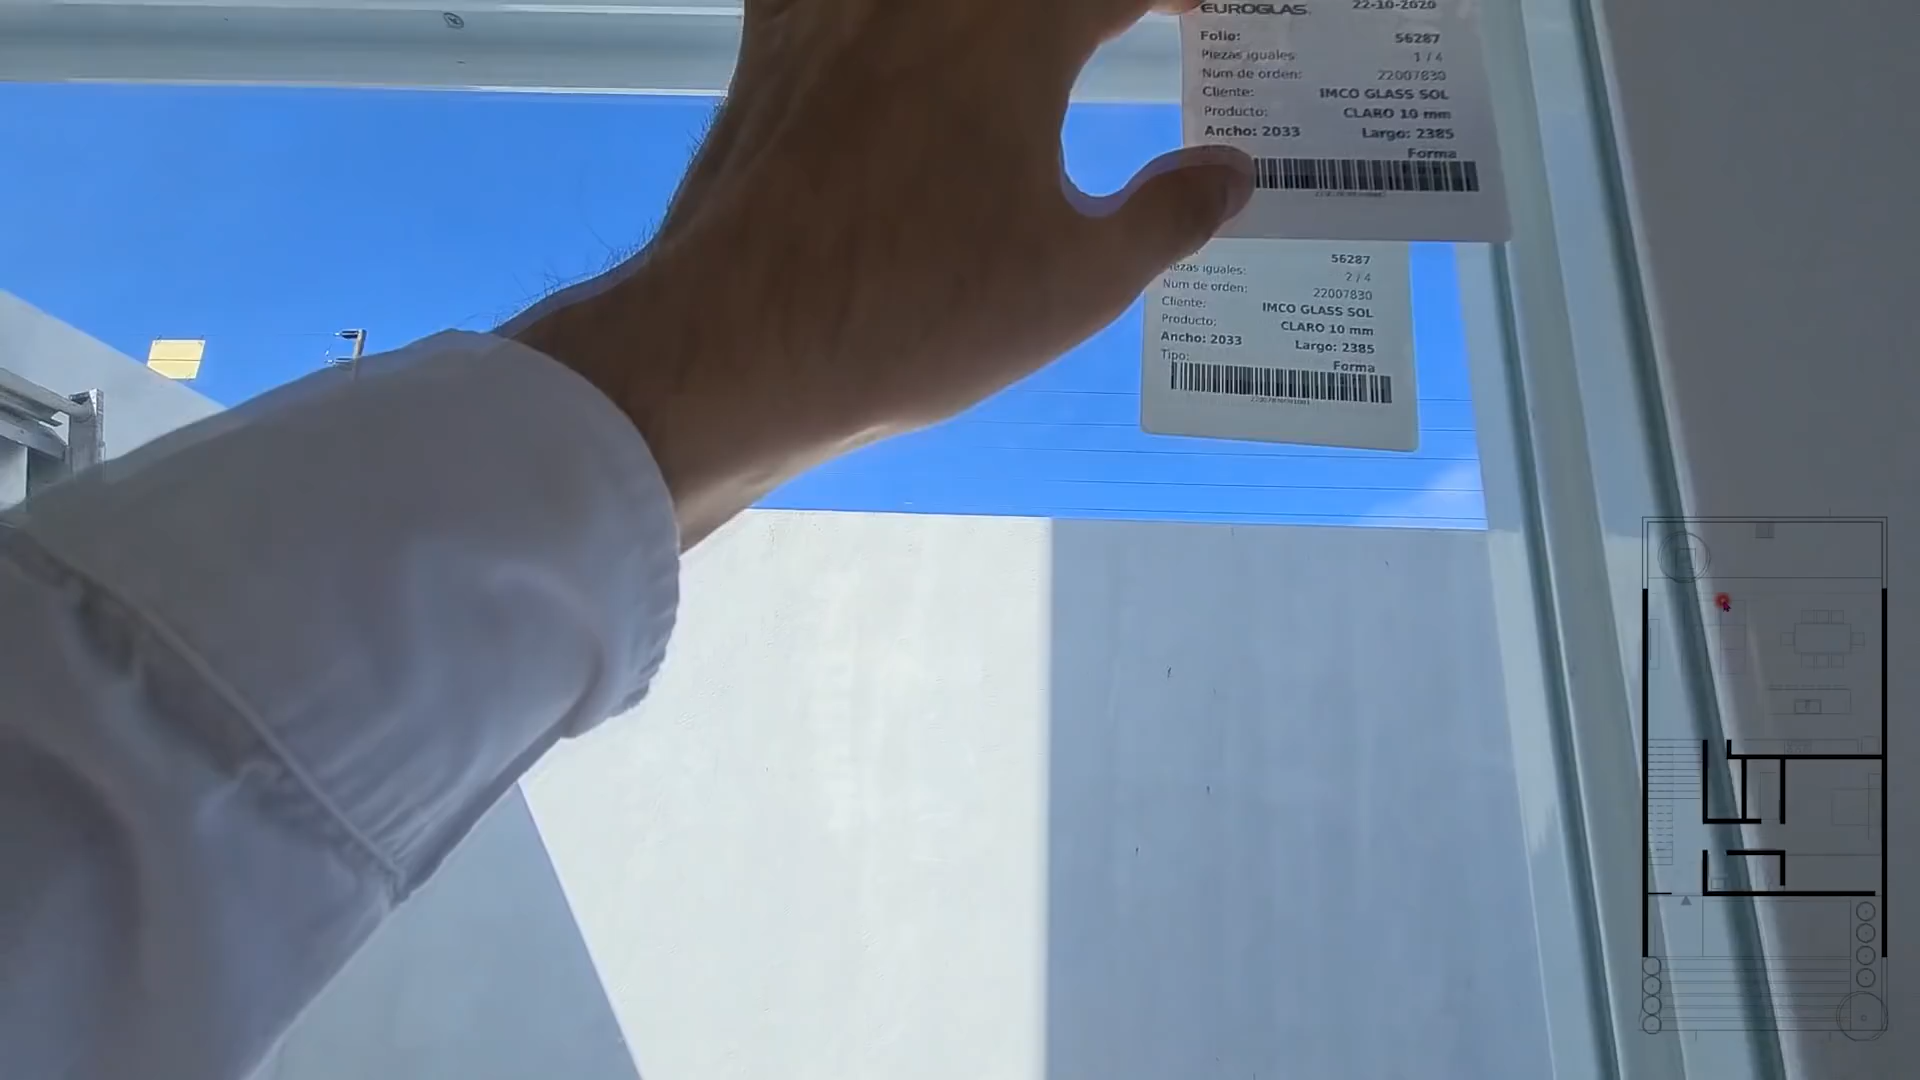 EUROGLAS. 22-10-2020
Folio: 56287
Piezas iguales: 1 / 4
Num de orden: 22007830
Cliente: IMCO GLASS SOL
Producto: CLARO 10 mm
Ancho: 2033 Largo: 2385
Forma
56287
iguales: 2 / 4
Num de orden: 22007830
Cliente: IMCO GLASS SOL
Producto: CLARO 10 mm
Ancho: 2033 Largo: 2385
Tipo: Forma